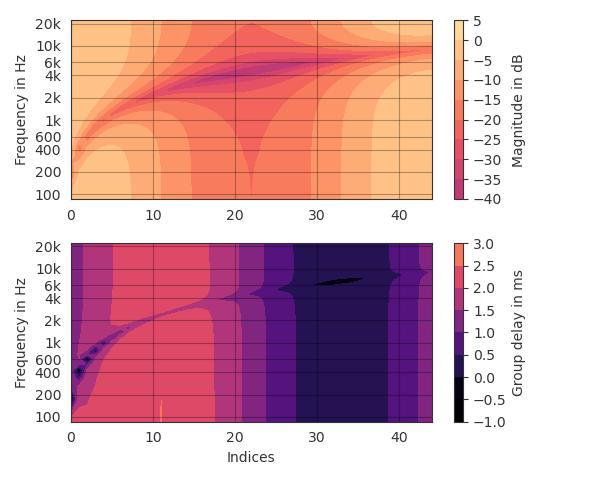 20k
10k
6k
4k
2k
1k
600
400
200
100
Frequency in Hz
0
10
20
30
40
5
0
−5
−10
−15
−20
−25
−30
−35
−40
Magnitude in dB
20k
10k
6k
4k
2k
1k
600
400
200
100
Frequency in Hz
0
10
20
30
40
Indices
3.0
2.5
2.0
1.5
1.0
0.5
0.0
−0.5
−1.0
Group delay in ms